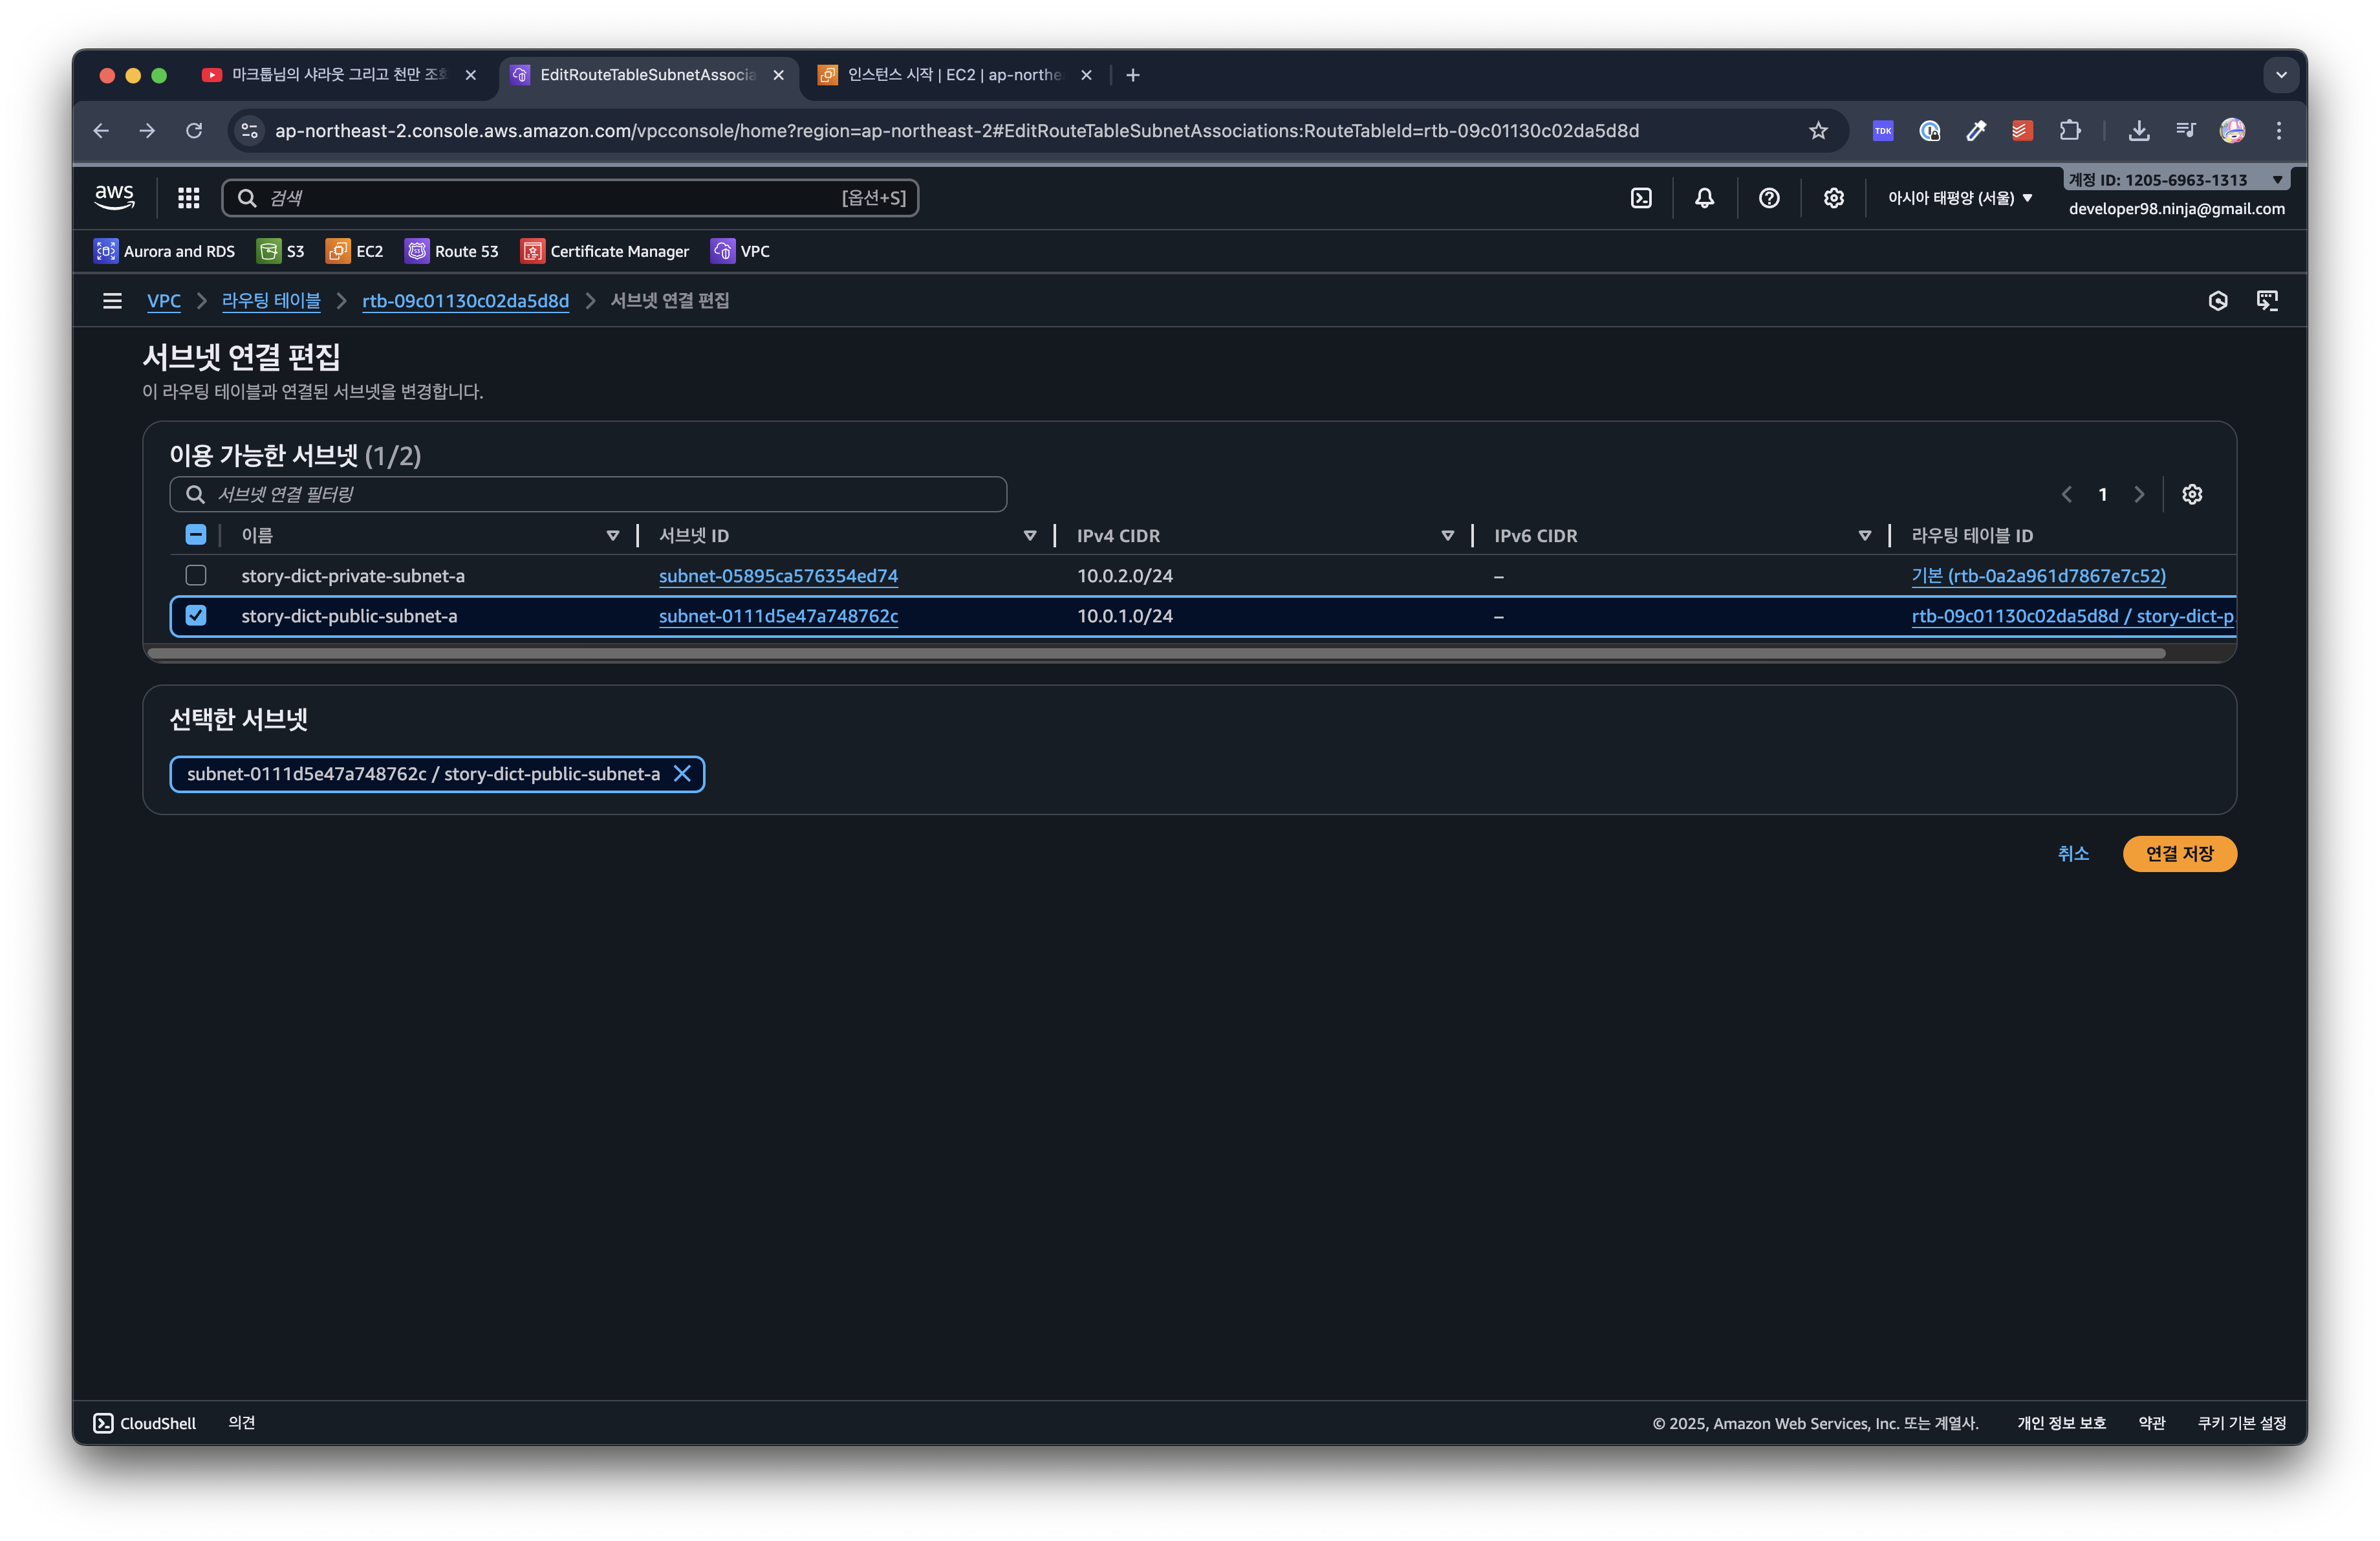 마크툽님의 샤라웃 그리고 천만 조회
EditRouteTableSubnetAssocia
인스턴스 시작 | EC2 | ap-northe
ap-northeast-2.console.aws.amazon.com/vpcconsole/home?region=ap-northeast-2#EditRouteTableSubnetAssociations:RouteTableId=rtb-09c01130c02da5d8d
TDK
aws
검색
[옵션+S]
아시아 태평양 (서울)
계정 ID: 1205-6963-1313
developer98.ninja@gmail.com
Aurora and RDS
S3
EC2
Route 53
Certificate Manager
VPC
VPC
라우팅 테이블
rtb-09c01130c02da5d8d
서브넷 연결 편집
서브넷 연결 편집
이 라우팅 테이블과 연결된 서브넷을 변경합니다.
이용 가능한 서브넷 (1/2)
서브넷 연결 필터링
1
이름
서브넷 ID
IPv4 CIDR
IPv6 CIDR
라우팅 테이블 ID
story-dict-private-subnet-a
subnet-05895ca576354ed74
10.0.2.0/24
–
기본 (rtb-0a2a961d7867e7c52)
story-dict-public-subnet-a
subnet-0111d5e47a748762c
10.0.1.0/24
–
rtb-09c01130c02da5d8d / story-dict-p
선택한 서브넷
subnet-0111d5e47a748762c / story-dict-public-subnet-a
취소
연결 저장
CloudShell
의견
© 2025, Amazon Web Services, Inc. 또는 계열사.
개인 정보 보호
약관
쿠키 기본 설정